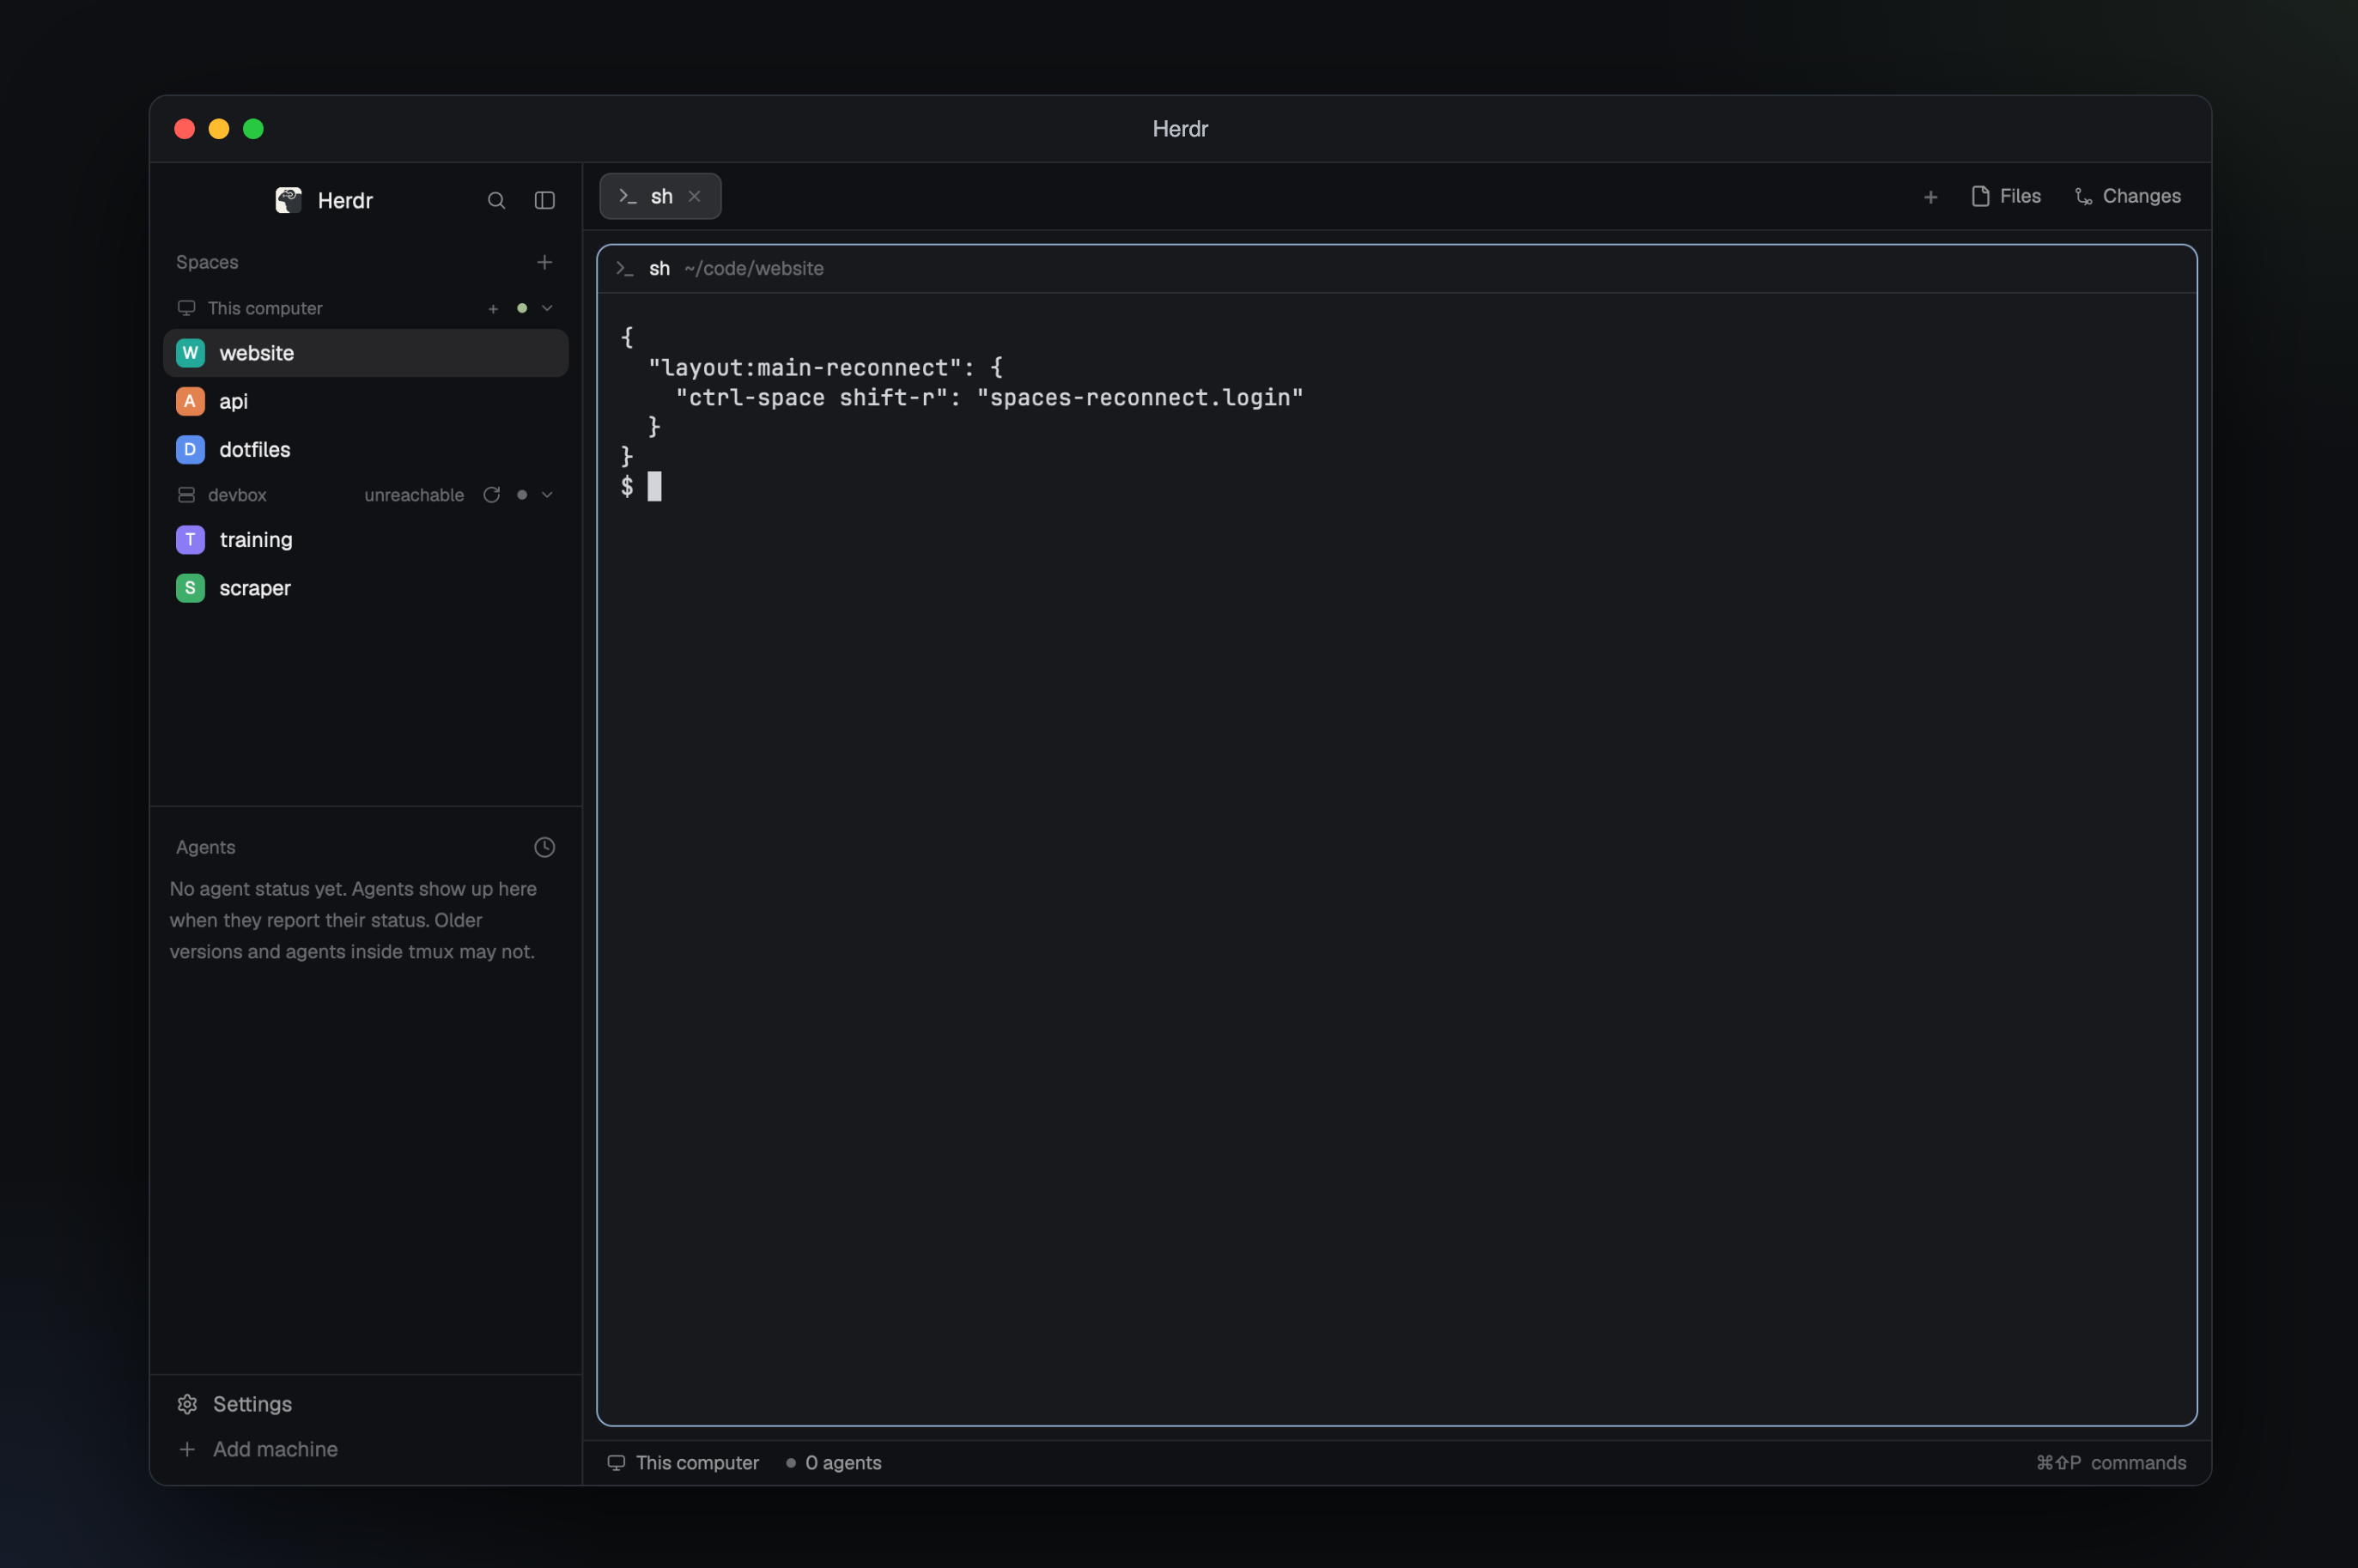 Herdr
Herdr
Spaces
This computer
W website
A api
D dotfiles
devbox unreachable
T training
S scraper
Agents
No agent status yet. Agents show up here
when they report their status. Older
versions and agents inside tmux may not.
Settings
Add machine
>_ sh
Files
Changes
>_ sh ~/code/website
{
  "layout:main-reconnect": {
    "ctrl-space shift-r": "spaces-reconnect.login"
  }
}
$
This computer
0 agents
⌘⇧P commands